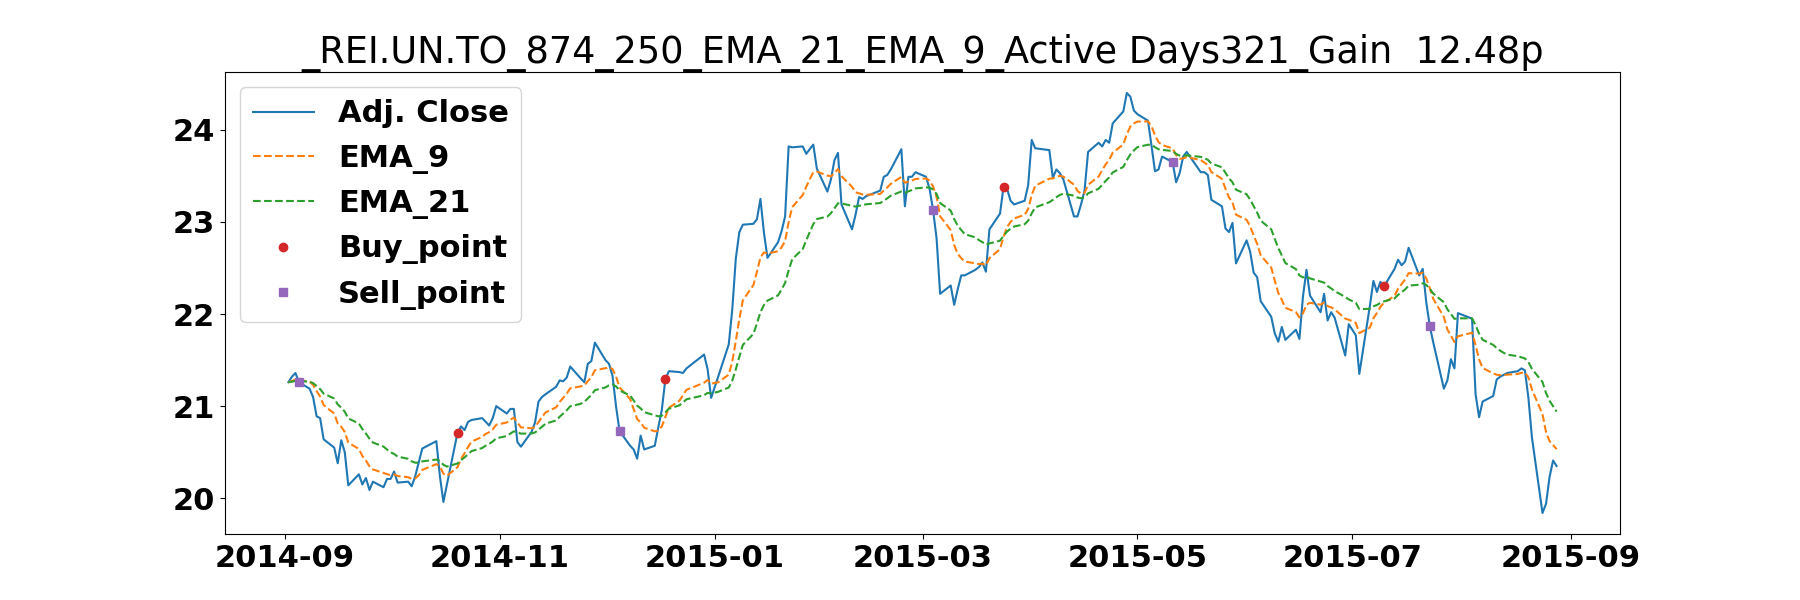 _REI.UN.TO_874_250_EMA_21_EMA_9_Active Days321_Gain  12.48p
Adj. Close
EMA_9
EMA_21
Buy_point
Sell_point
24
23
22
21
20
2014-09 2014-11 2015-01 2015-03 2015-05 2015-07 2015-09